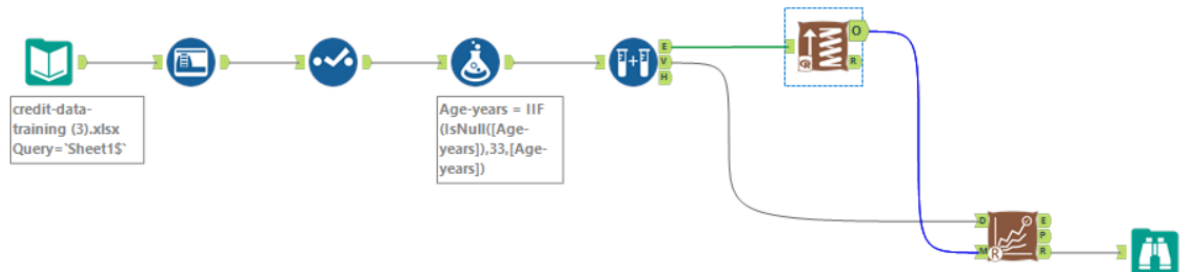 credit-data-
training (3).xlsx
Query=`Sheet1$`
Age-years = IIF
(IsNull([Age-
years]),33,[Age-
years])
E
V
H
O
R
R
D
M
R
E
P
R